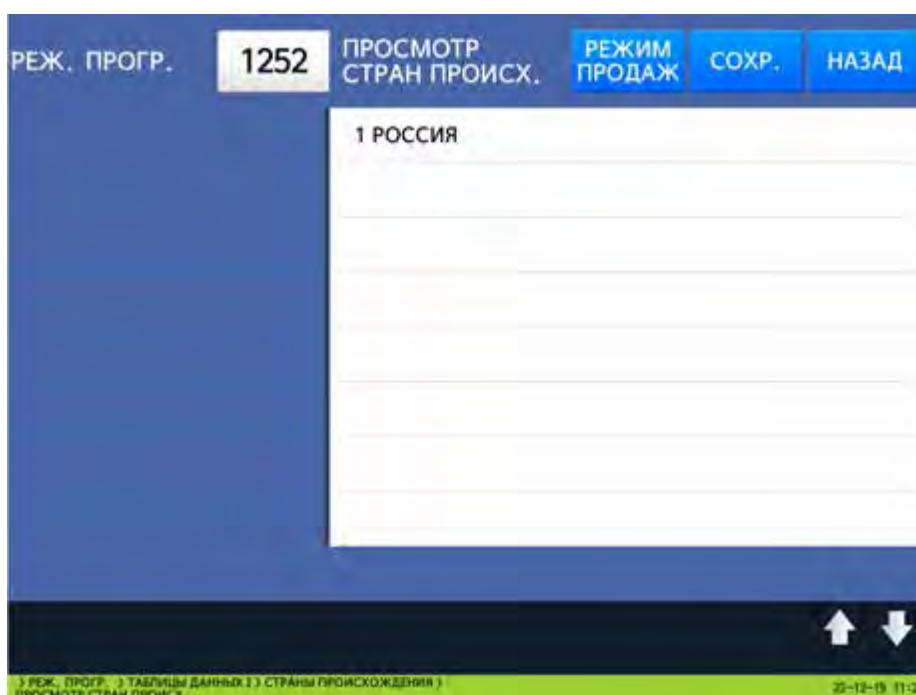 РЕЖ. ПРОГР.
1252
ПРОСМОТР
СТРАН ПРОИСХ.
РЕЖИМ
ПРОДАЖ
СОХР.
НАЗАД
1 РОССИЯ
> РЕЖ. ПРОГР. > ТАБЛИЦЫ ДАННЫХ > СТРАНЫ ПРОИСХОЖДЕНИЯ >
ПРОСМОТР СТРАН ПРОИСХ.